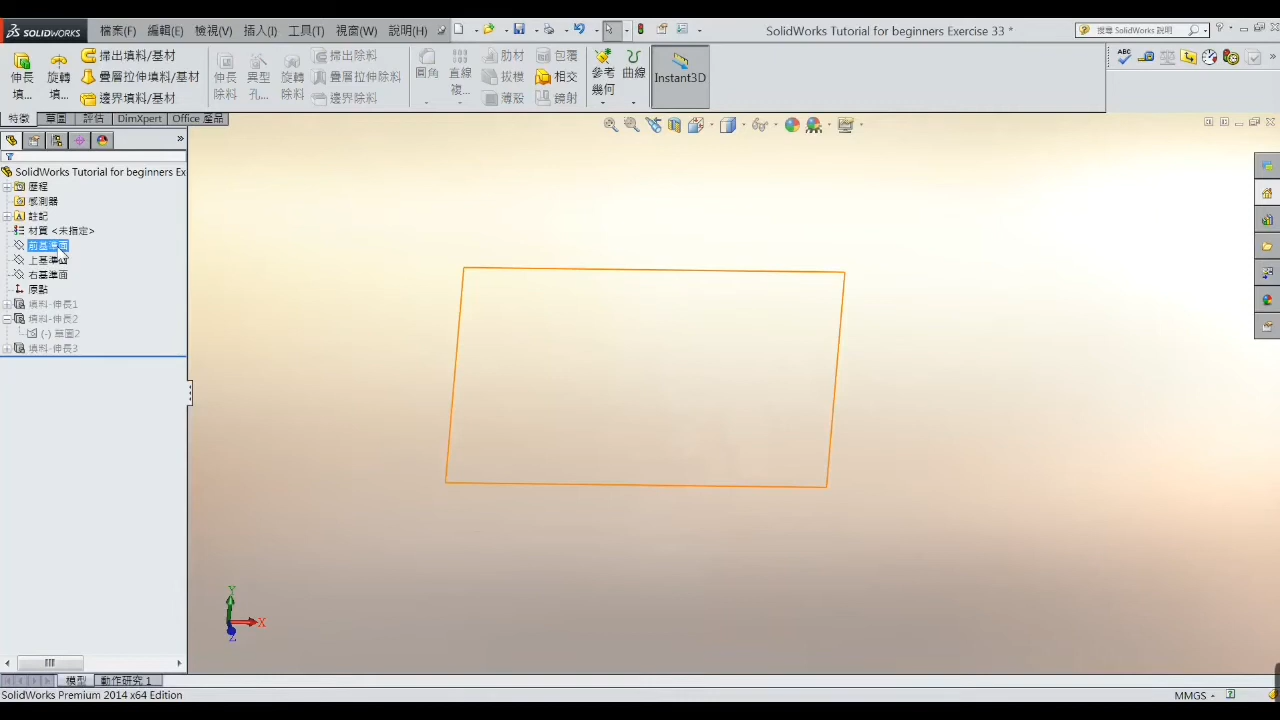 SOLIDWORKS 檔案(F) 編輯(E) 檢視(V) 插入(I) 工具(T) 視窗(W) 說明(H) SolidWorks Tutorial for beginners Exercise 33 * 搜尋 SolidWorks 說明
伸長填... 旋轉填... 掃出填料/基材 疊層拉伸填料/基材 邊界填料/基材 伸長除料 異型孔... 旋轉除料 掃出除料 疊層拉伸除料 邊界除料 圓角 直線複... 肋材 拔模 薄殼 包覆 相交 鏡射 參考幾何 曲線 Instant3D
特徵 草圖 評估 DimXpert Office 產品
SolidWorks Tutorial for beginners Ex
歷程
感測器
註記
材質 <未指定>
前基準面
上基準面
右基準面
原點
填料-伸長1
填料-伸長2
(-) 草圖2
填料-伸長3
Y
X
Z
模型 動作研究 1
SolidWorks Premium 2014 x64 Edition MMGS